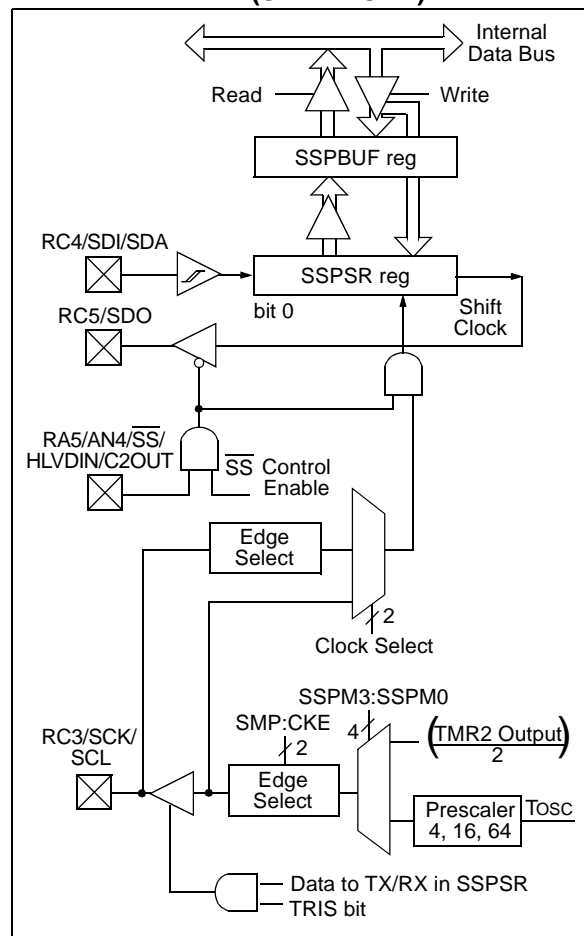 Internal
Data Bus
Read
Write
SSPBUF reg
RC4/SDI/SDA
SSPSR reg
bit 0
Shift
Clock
RC5/SDO
RA5/AN4/SS/
HLVDIN/C2OUT
SS Control
Enable
Edge
Select
2
Clock Select
SSPM3:SSPM0
SMP:CKE
4
(TMR2 Output)
2
2
RC3/SCK/
SCL
Edge
Select
Prescaler
4, 16, 64
TOSC
Data to TX/RX in SSPSR
TRIS bit